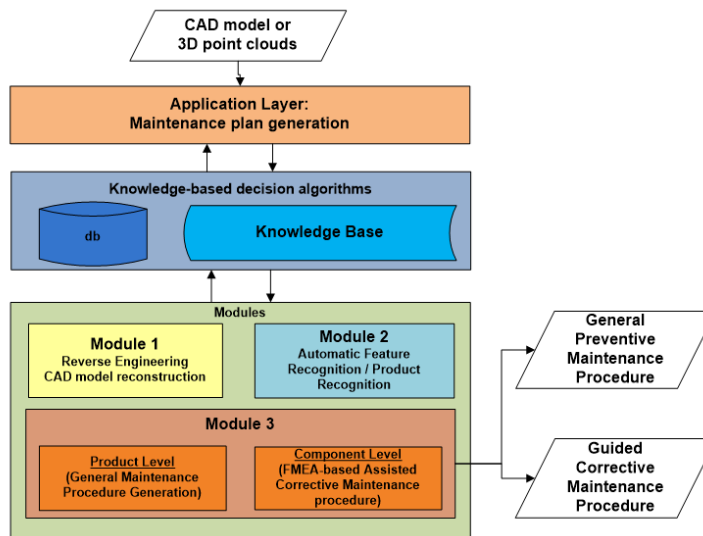 CAD model or
3D point clouds
Application Layer:
Maintenance plan generation
Knowledge-based decision algorithms
db
Knowledge Base
Modules
Module 1
Reverse Engineering
CAD model reconstruction
Module 2
Automatic Feature
Recognition / Product
Recognition
Module 3
Product Level
(General Maintenance
Procedure Generation)
Component Level
(FMEA-based Assisted
Corrective Maintenance
procedure)
General
Preventive
Maintenance
Procedure
Guided
Corrective
Maintenance
Procedure